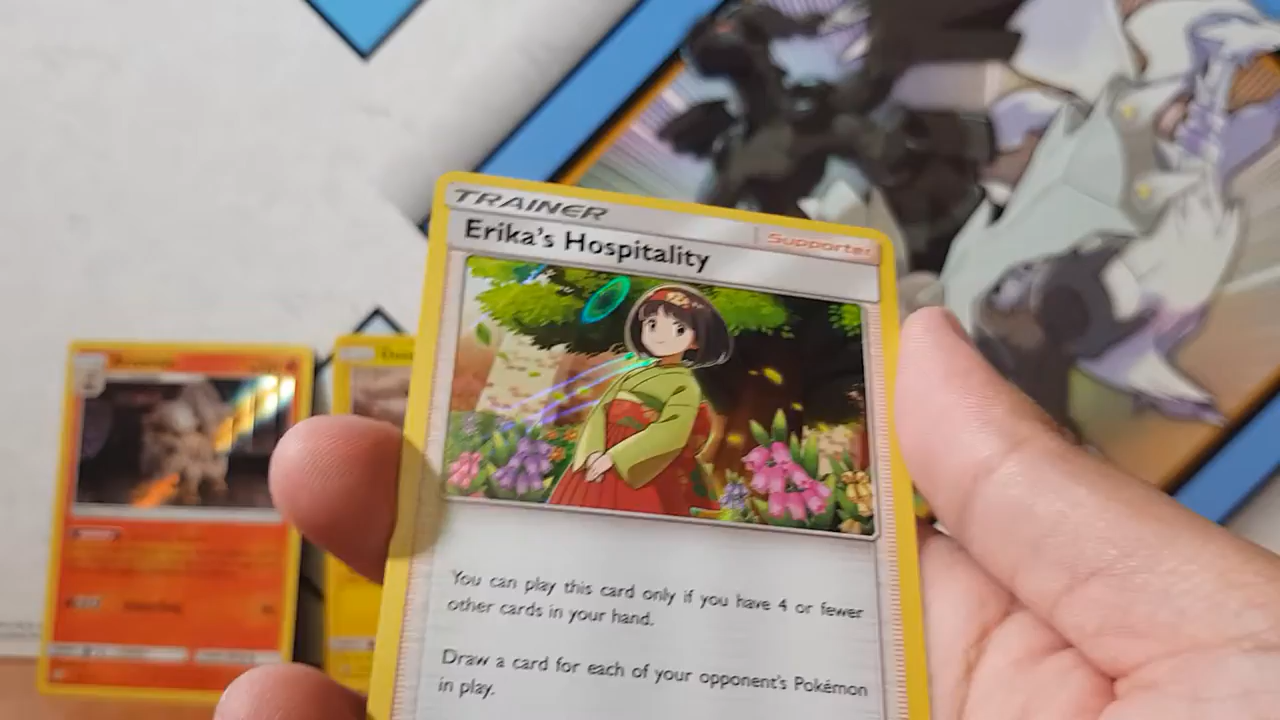 TRAINER
Erika's Hospitality
Supporter
You can play this card only if you have 4 or fewer
other cards in your hand.
Draw a card for each of your opponent's Pokémon
in play.